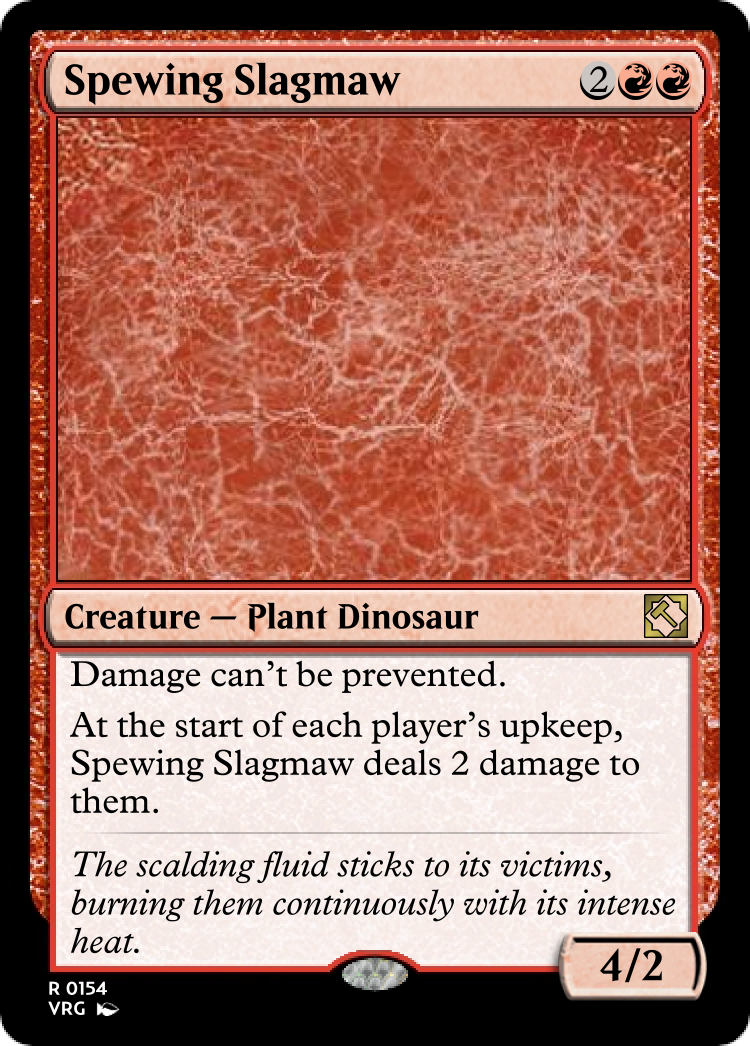 Spewing Slagmaw 2
Creature — Plant Dinosaur
Damage can't be prevented.
At the start of each player's upkeep,
Spewing Slagmaw deals 2 damage to
them.
The scalding fluid sticks to its victims,
burning them continuously with its intense
heat.
4/2
R 0154
VRG